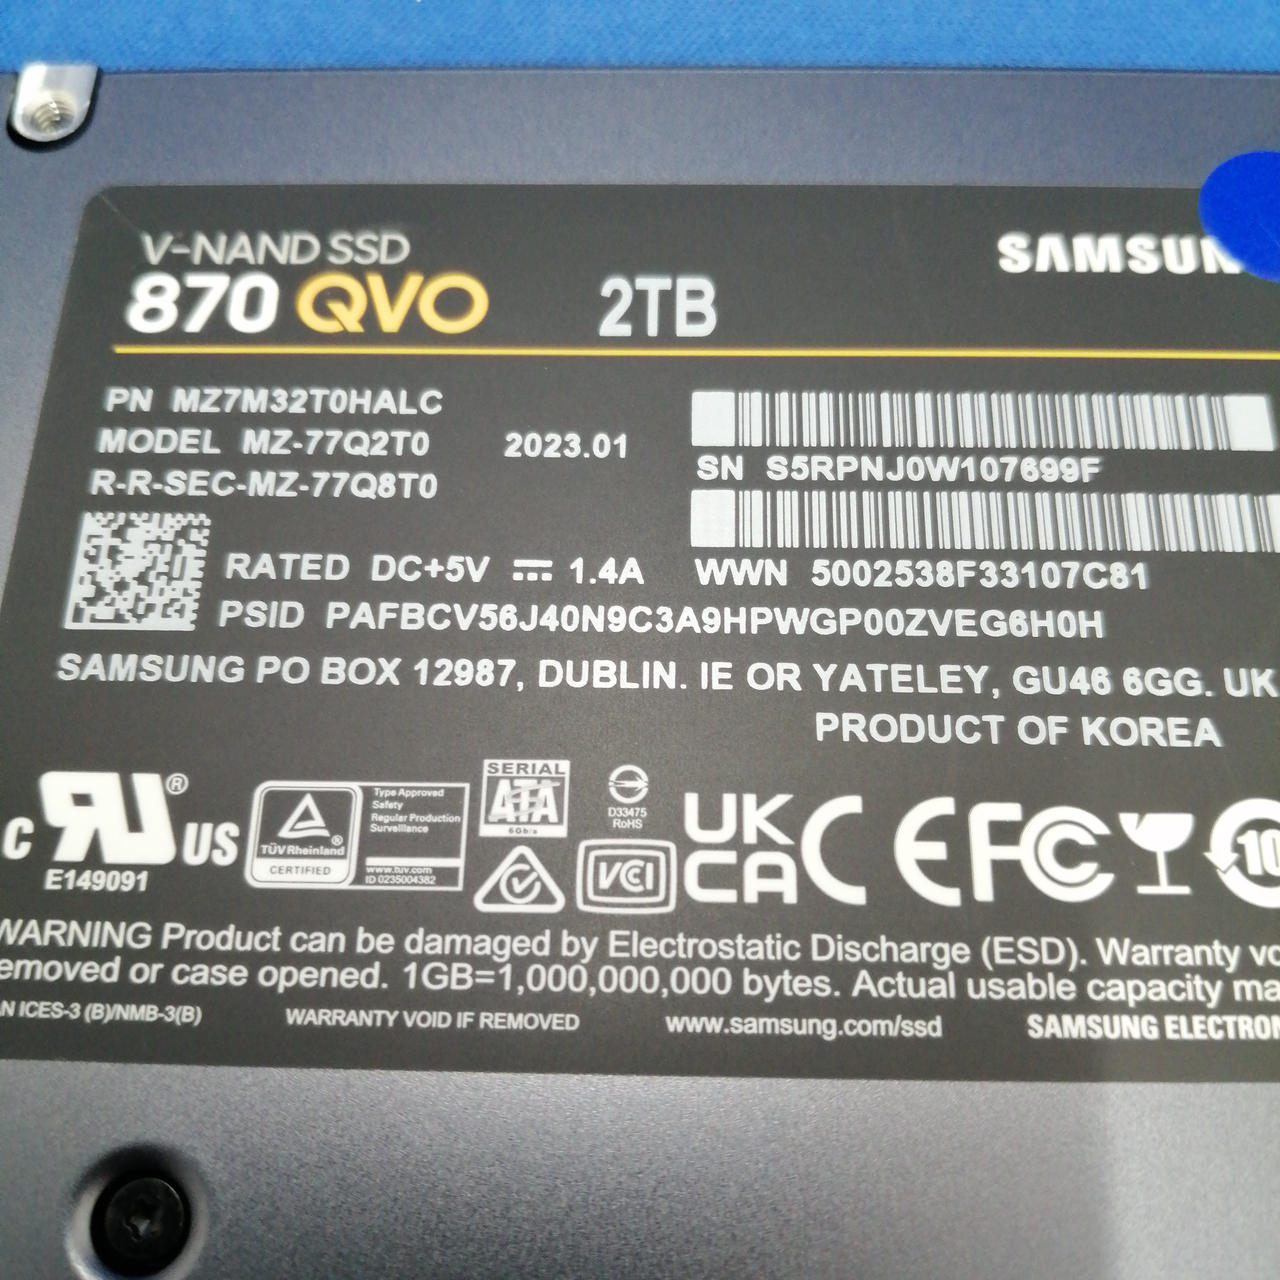 V-NAND SSD
870 QVO 2TB
SAMSUN
PN MZ7M32T0HALC
MODEL MZ-77Q2T0 2023.01
R-R-SEC-MZ-77Q8T0
SN S5RPNJ0W107699F
RATED DC+5V ⎓ 1.4A
WWN 5002538F33107C81
PSID PAFBCV56J40N9C3A9HPWGP00ZVEG6H0H
SAMSUNG PO BOX 12987, DUBLIN. IE OR YATELEY, GU46 6GG. UK
PRODUCT OF KOREA
C RU ® US
E149091
TÜVRheinland ®
CERTIFIED
Type Approved
Safety
Regular Production
Surveillance
www.tuv.com
ID 0235004382
SERIAL
ATA
6Gb/s
D33475
RoHS
VCI
UK
CA
CE
FC
10
WARNING Product can be damaged by Electrostatic Discharge (ESD). Warranty vo
emoved or case opened. 1GB=1,000,000,000 bytes. Actual usable capacity ma
AN ICES-3 (B)/NMB-3(B) WARRANTY VOID IF REMOVED www.samsung.com/ssd SAMSUNG ELECTRON